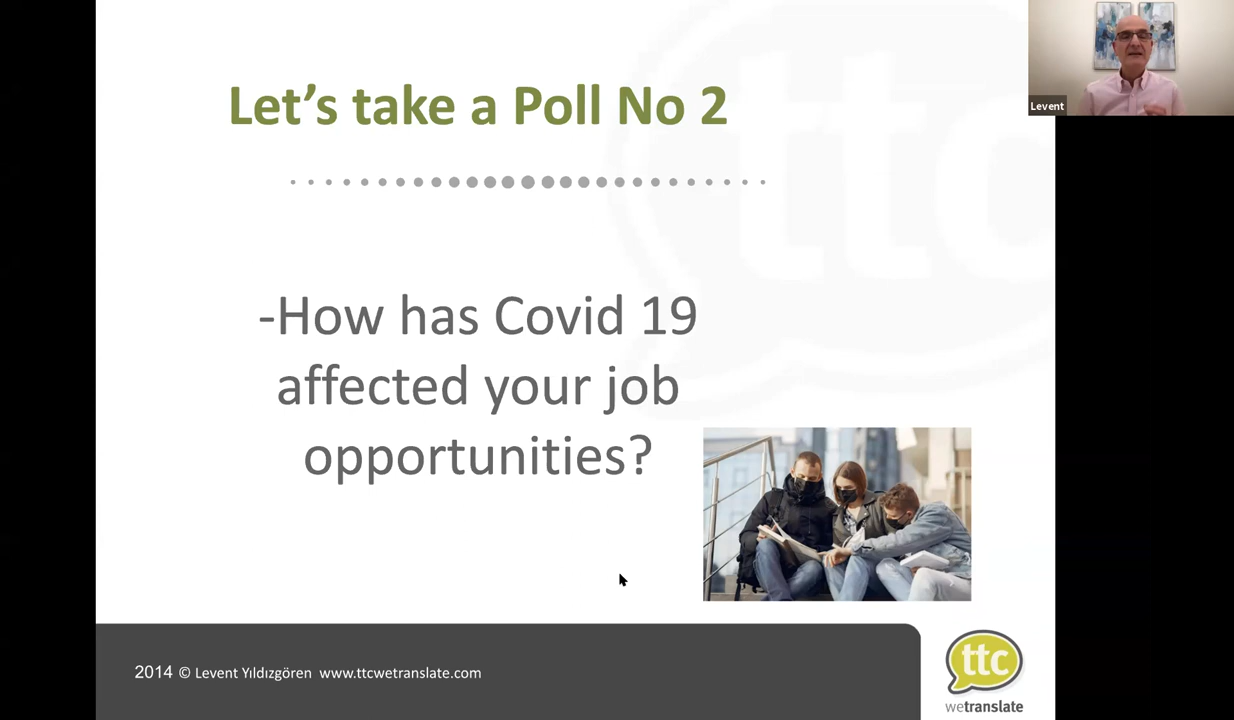 Let's take a Poll No 2
-How has Covid 19
affected your job
opportunities?
Levent
2014 © Levent Yıldızgören www.ttcwetranslate.com
ttc
wetranslate
ttc